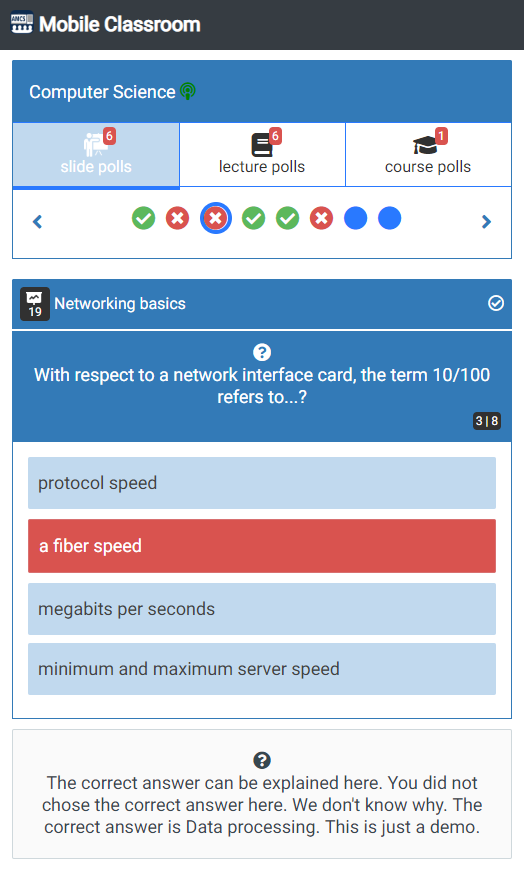 AMCS
Mobile Classroom
Computer Science
6
slide polls
6
lecture polls
1
course polls
19
Networking basics
With respect to a network interface card, the term 10/100
refers to...?
3|8
protocol speed
a fiber speed
megabits per seconds
minimum and maximum server speed
The correct answer can be explained here. You did not
chose the correct answer here. We don't know why. The
correct answer is Data processing. This is just a demo.